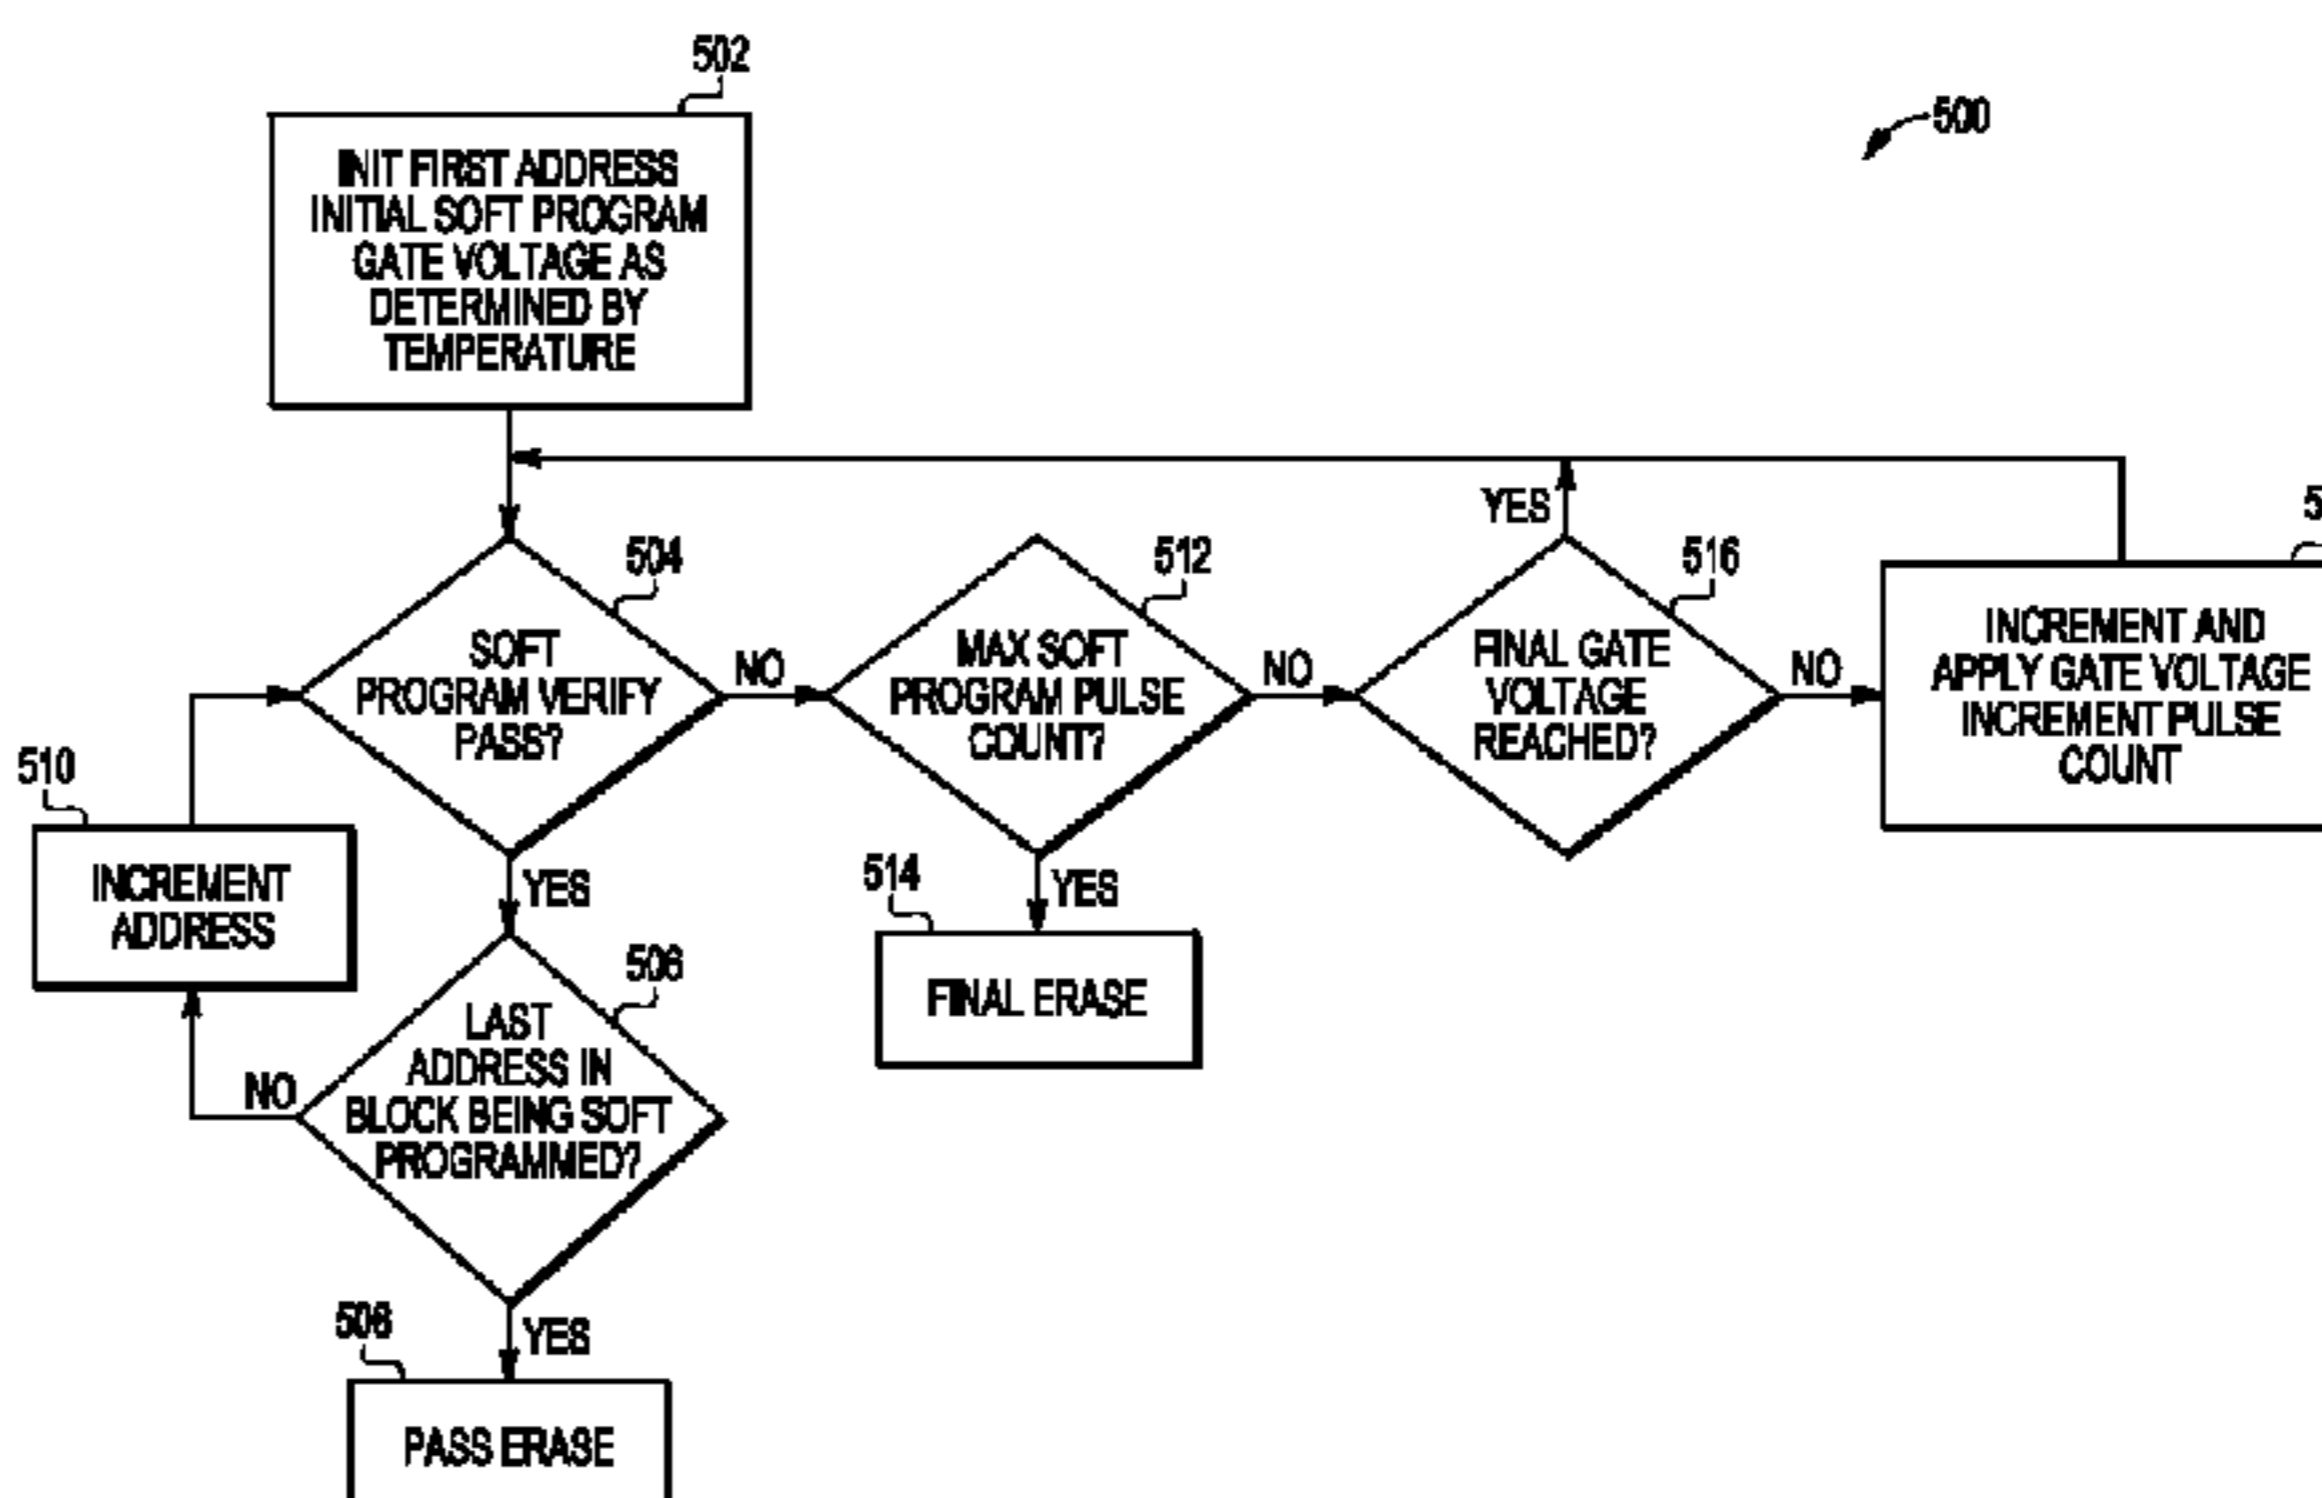 502
500
INIT FIRST ADDRESS
INITIAL SOFT PROGRAM
GATE VOLTAGE AS
DETERMINED BY
TEMPERATURE
YES
504
SOFT
PROGRAM VERIFY
PASS?
NO
512
MAX SOFT
PROGRAM PULSE
COUNT?
NO
516
FINAL GATE
VOLTAGE
REACHED?
NO
INCREMENT AND
APPLY GATE VOLTAGE
INCREMENT PULSE
COUNT
510
INCREMENT
ADDRESS
YES
514
YES
FINAL ERASE
506
LAST
ADDRESS IN
BLOCK BEING SOFT
PROGRAMMED?
NO
508
YES
PASS ERASE